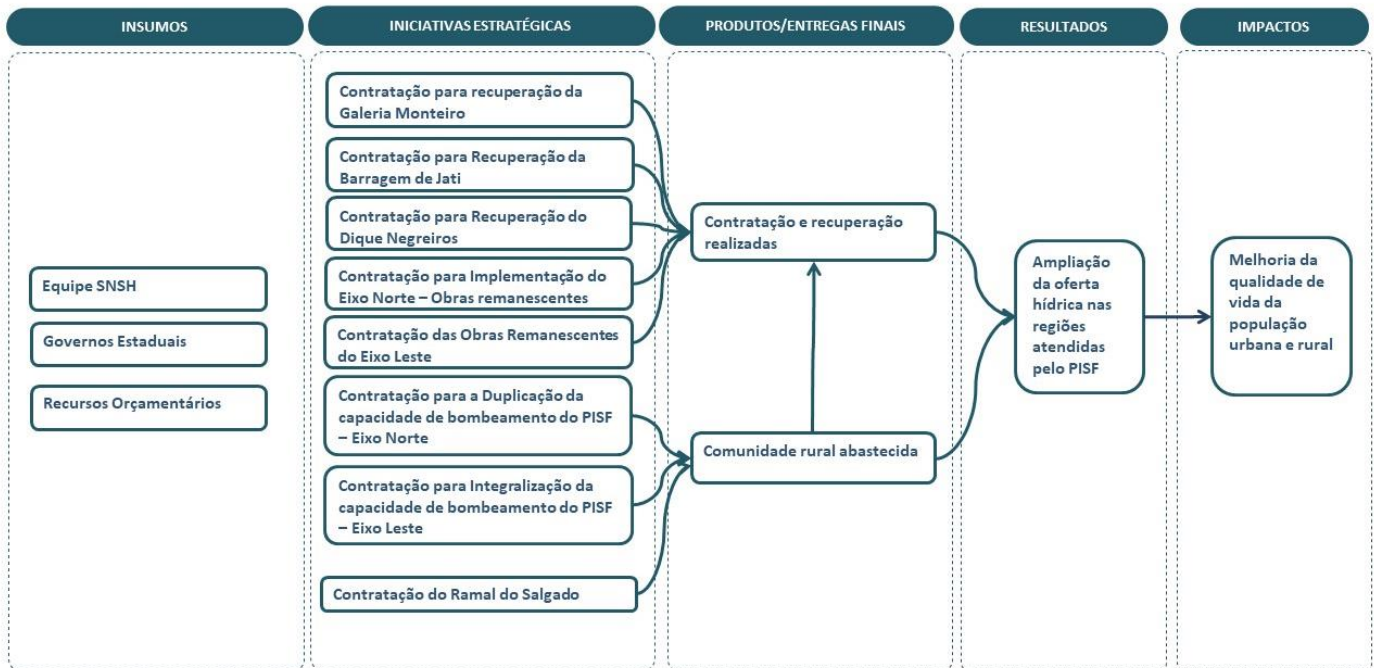 INSUMOS
INICIATIVAS ESTRATÉGICAS
PRODUTOS/ENTREGAS FINAIS
RESULTADOS
IMPACTOS
Equipe SNSH
Governos Estaduais
Recursos Orçamentários
Contratação para recuperação da
Galeria Monteiro
Contratação para Recuperação da
Barragem de Jati
Contratação para Recuperação do
Dique Negreiros
Contratação para Implementação do
Eixo Norte – Obras remanescentes
Contratação das Obras Remanescentes
do Eixo Leste
Contratação para a Duplicação da
capacidade de bombeamento do PISF
– Eixo Norte
Contratação para Integralização da
capacidade de bombeamento do PISF
– Eixo Leste
Contratação do Ramal do Salgado
Contratação e recuperação
realizadas
Comunidade rural abastecida
Ampliação
da oferta
hídrica nas
regiões
atendidas
pelo PISF
Melhoria da
qualidade de
vida da
população
urbana e rural